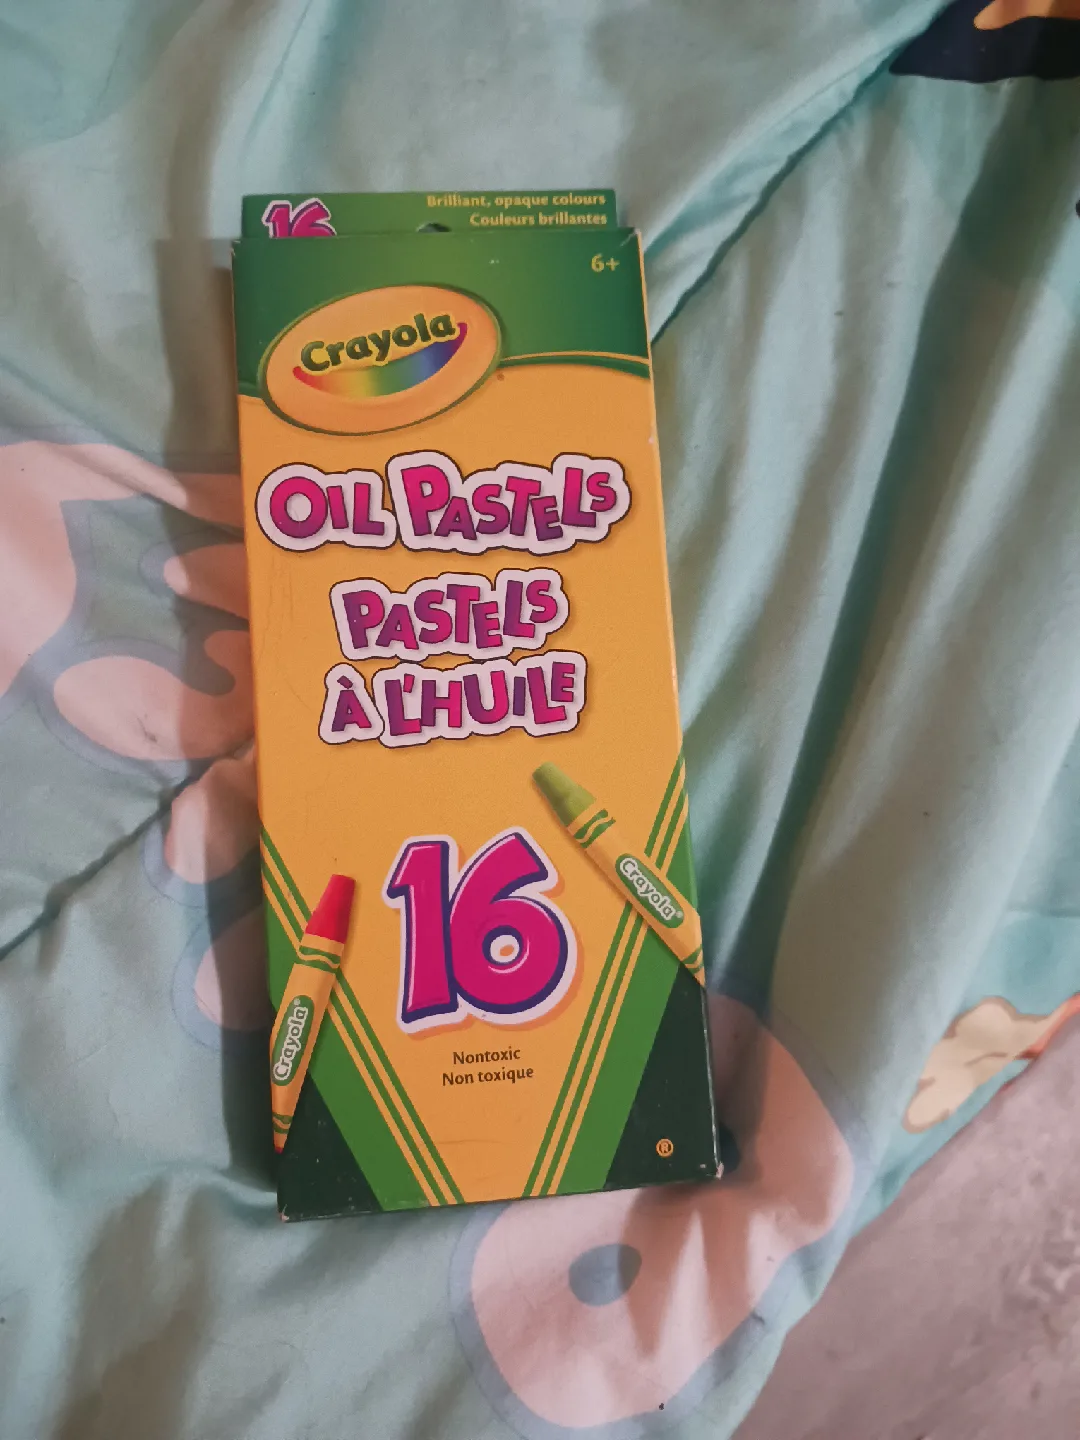 16
Brilliant, opaque colours
Couleurs brillantes
6+
Crayola
OIL PASTELS
PASTELS
À L'HUILE
Crayola®
16
Crayola®
Nontoxic
Non toxique
®